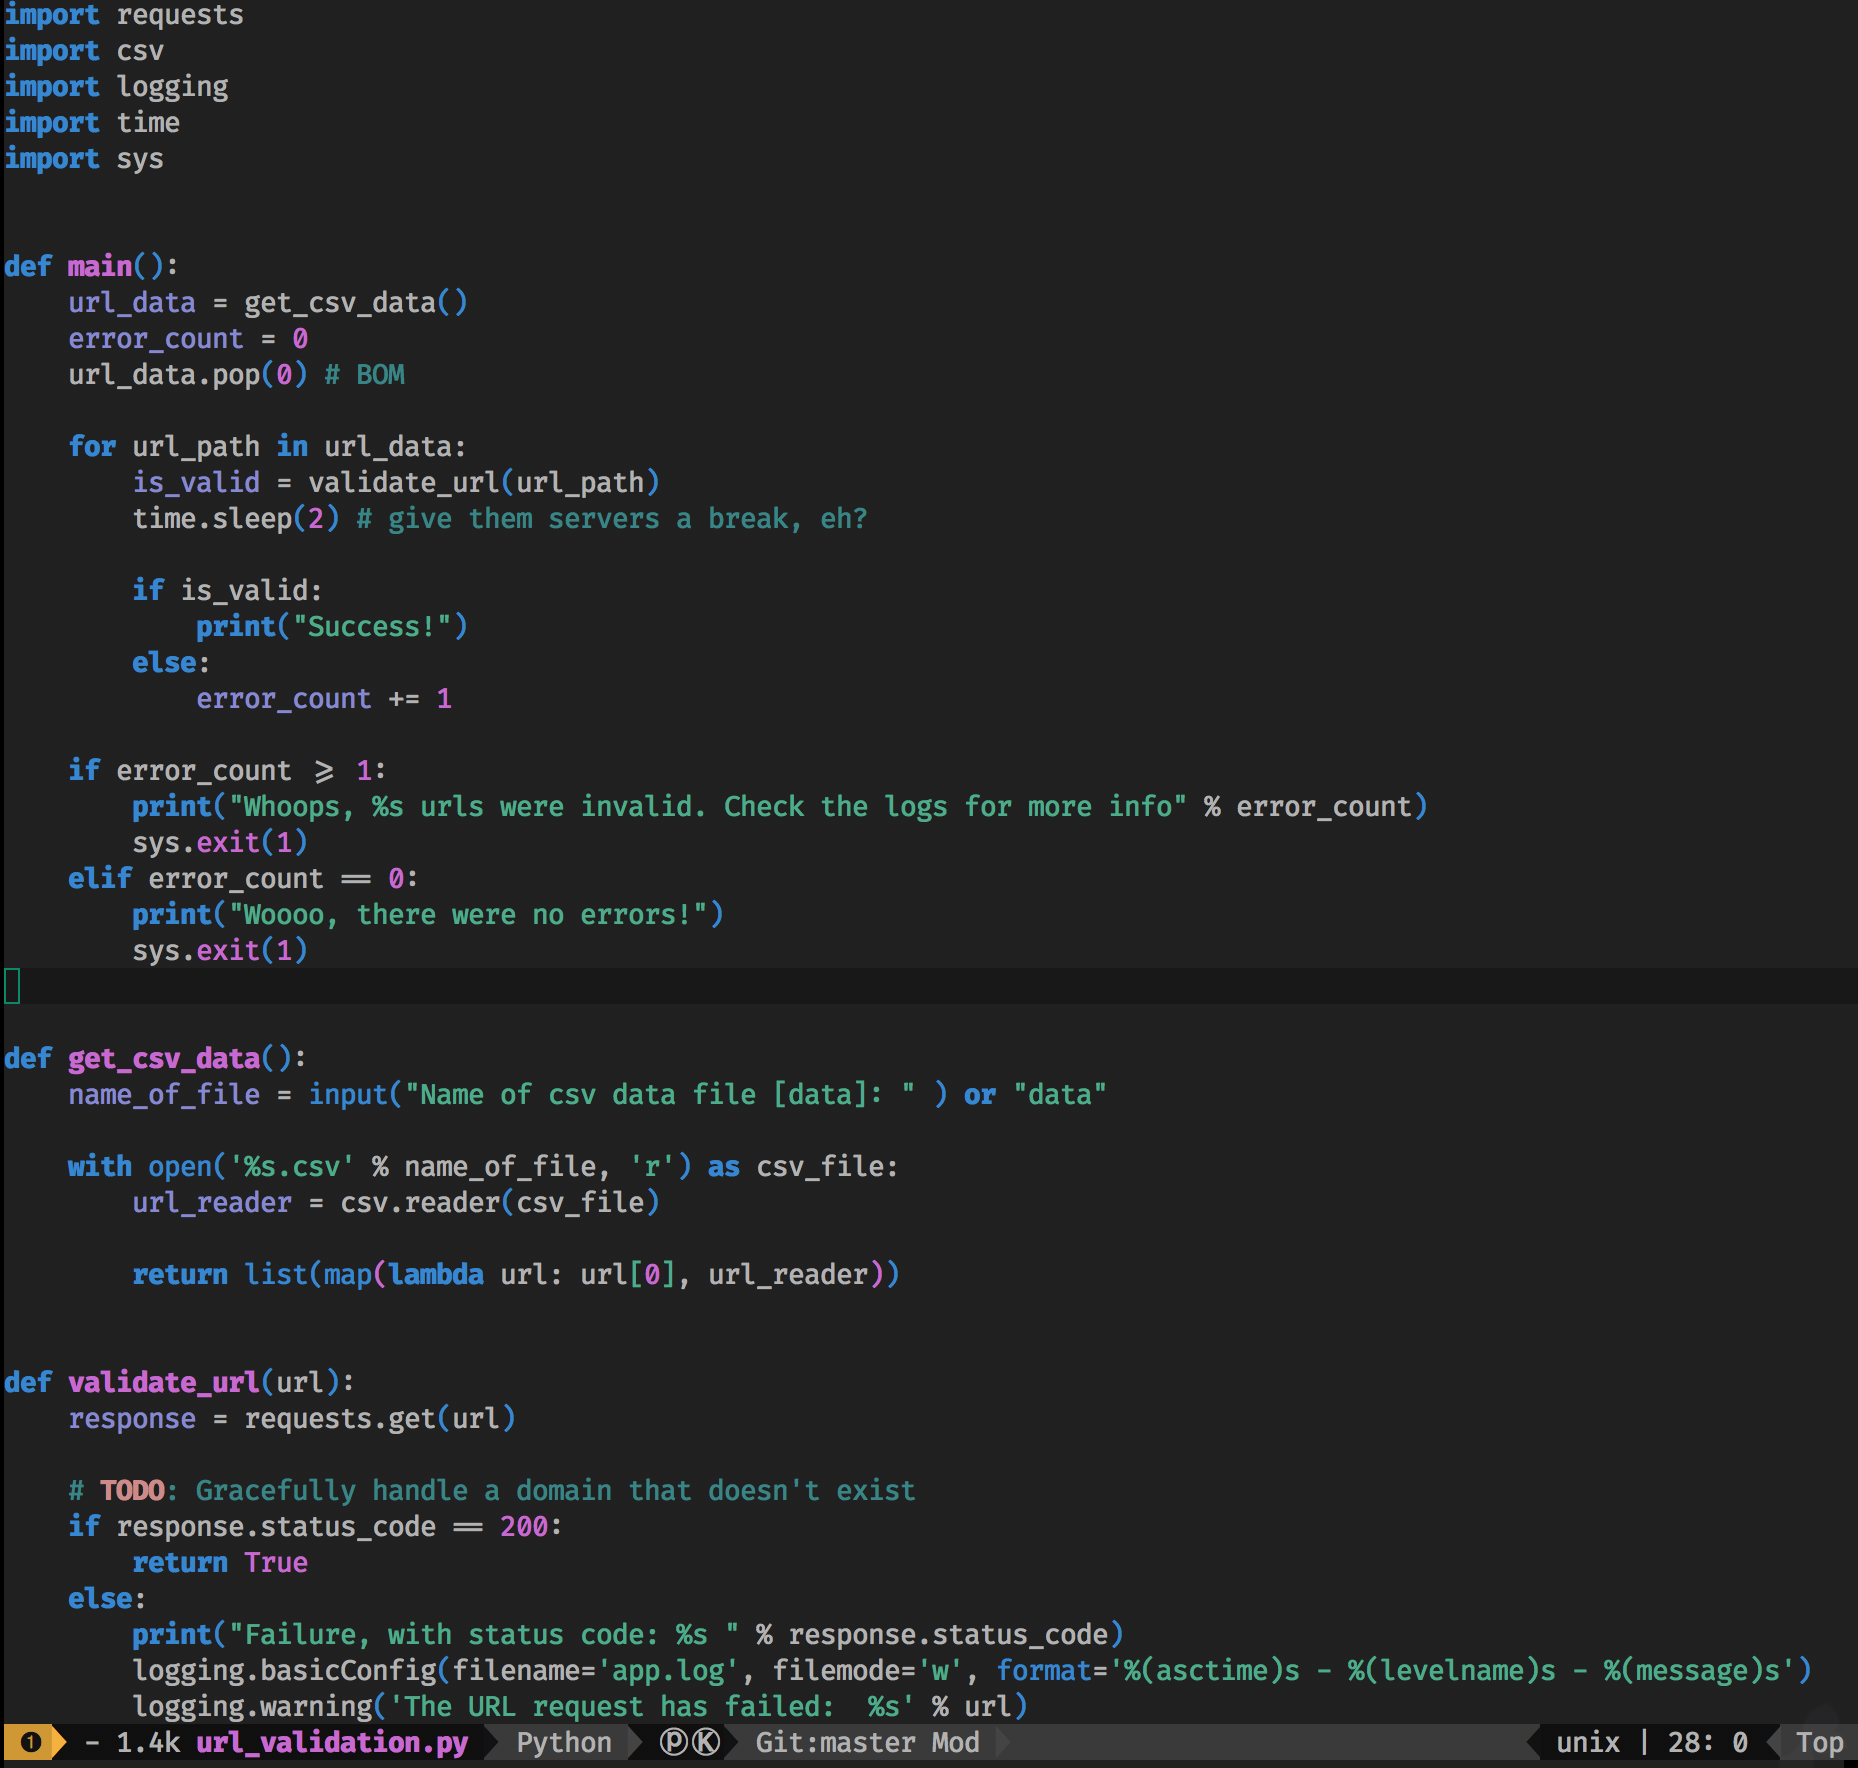 import requests
import csv
import logging
import time
import sys
def main():
    url_data = get_csv_data()
    error_count = 0
    url_data.pop(0) # BOM
    for url_path in url_data:
        is_valid = validate_url(url_path)
        time.sleep(2) # give them servers a break, eh?
        if is_valid:
            print("Success!")
        else:
            error_count += 1
    if error_count >= 1:
        print("Whoops, %s urls were invalid. Check the logs for more info" % error_count)
        sys.exit(1)
    elif error_count == 0:
        print("Woooo, there were no errors!")
        sys.exit(1)
def get_csv_data():
    name_of_file = input("Name of csv data file [data]: " ) or "data"
    with open('%s.csv' % name_of_file, 'r') as csv_file:
        url_reader = csv.reader(csv_file)
        return list(map(lambda url: url[0], url_reader))
def validate_url(url):
    response = requests.get(url)
    # TODO: Gracefully handle a domain that doesn't exist
    if response.status_code == 200:
        return True
    else:
        print("Failure, with status code: %s " % response.status_code)
        logging.basicConfig(filename='app.log', filemode='w', format='%(asctime)s - %(levelname)s - %(message)s')
        logging.warning('The URL request has failed:  %s' % url)
❶ - 1.4k url_validation.py Python ⓟⓀ Git:master Mod unix | 28: 0 Top